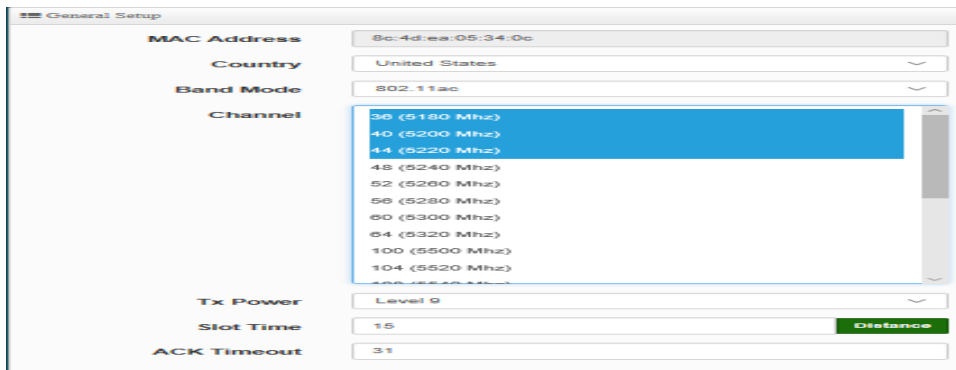 General Setup
MAC Address 8c:4d:ea:05:34:0c
Country United States
Band Mode 802.11ac
Channel 36 (5180 Mhz)
40 (5200 Mhz)
44 (5220 Mhz)
48 (5240 Mhz)
52 (5260 Mhz)
56 (5280 Mhz)
60 (5300 Mhz)
64 (5320 Mhz)
100 (5500 Mhz)
104 (5520 Mhz)
Tx Power Level 9
Slot Time 15 Distance
ACK Timeout 31